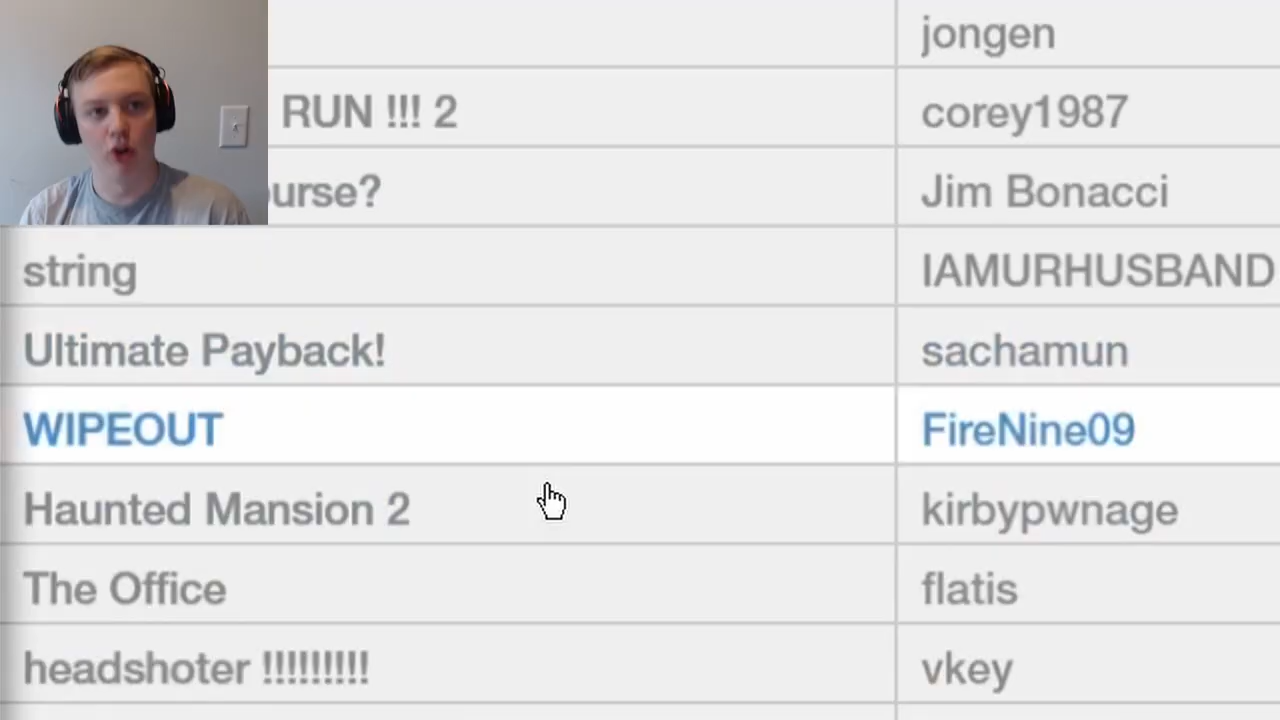 jongen
RUN !!! 2 corey1987
urse? Jim Bonacci
string IAMURHUSBAND
Ultimate Payback! sachamun
WIPEOUT FireNine09
Haunted Mansion 2 kirbypwnage
The Office flatis
headshoter !!!!!!!!! vkey